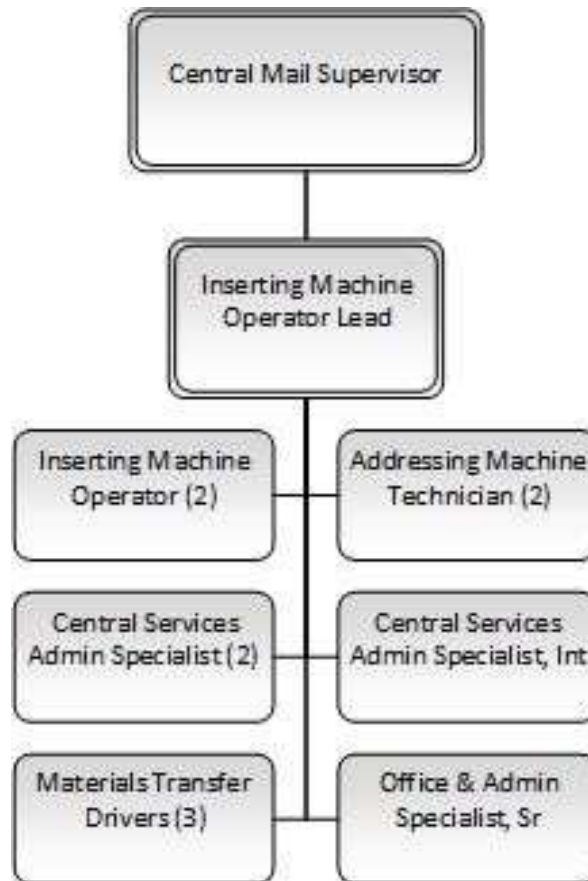 Central Mail Supervisor
Inserting Machine
Operator Lead
Inserting Machine
Operator (2)
Addressing Machine
Technician (2)
Central Services
Admin Specialist (2)
Central Services
Admin Specialist, Int
Materials Transfer
Drivers (3)
Office & Admin
Specialist, Sr